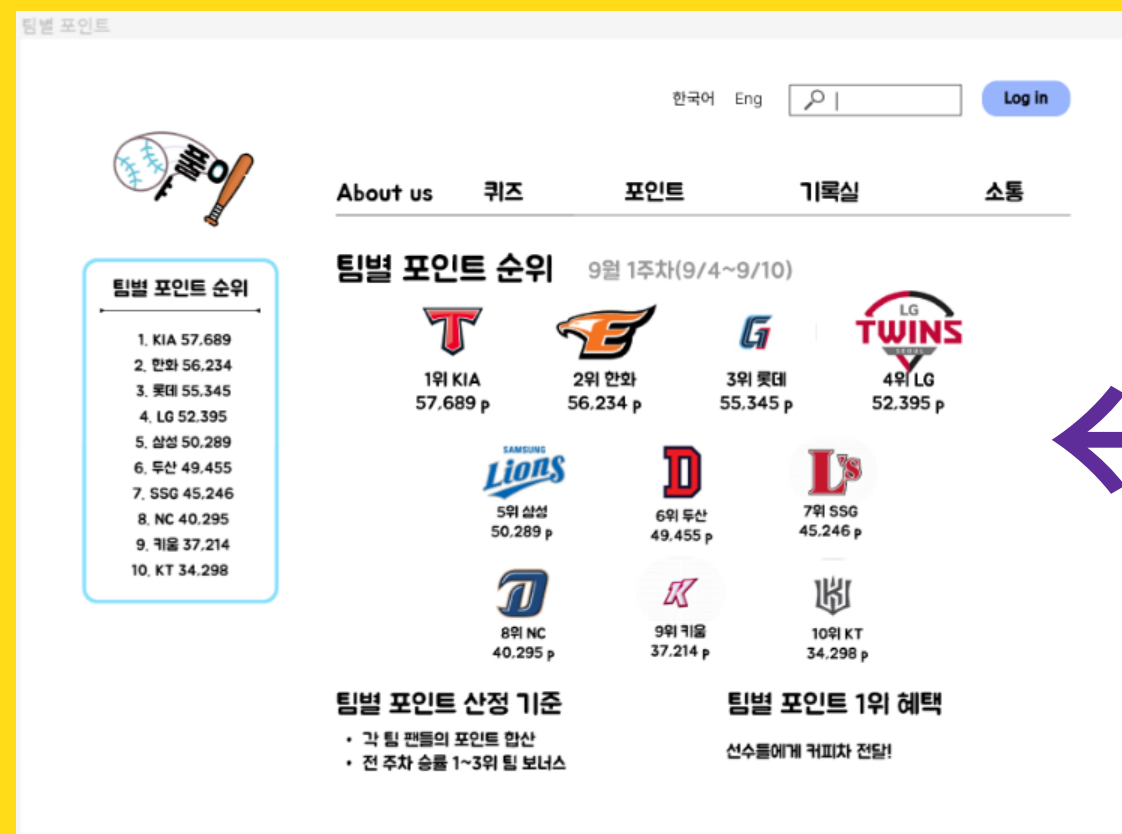 팀별 포인트
한국어 Eng Log in
풀
About us 퀴즈 포인트 기록실 소통
팀별 포인트 순위
1. KIA 57,689
2. 한화 56,234
3. 롯데 55,345
4. LG 52,395
5. 삼성 50,289
6. 두산 49,455
7. SSG 45,246
8. NC 40,295
9. 키움 37,214
10. KT 34,298
팀별 포인트 순위 9월 1주차(9/4~9/10)
LG
TWINS
SEOUL
1위 KIA 2위 한화 3위 롯데 4위 LG
57,689 p 56,234 p 55,345 p 52,395 p
SAMSUNG
Lions D L's
5위 삼성 6위 두산 7위 SSG
50,289 p 49,455 p 45,246 p
8위 NC 9위 키움 10위 KT
40,295 p 37,214 p 34,298 p
팀별 포인트 산정 기준
• 각 팀 팬들의 포인트 합산
• 전 주차 승률 1~3위 팀 보너스
팀별 포인트 1위 혜택
선수들에게 커피차 전달!